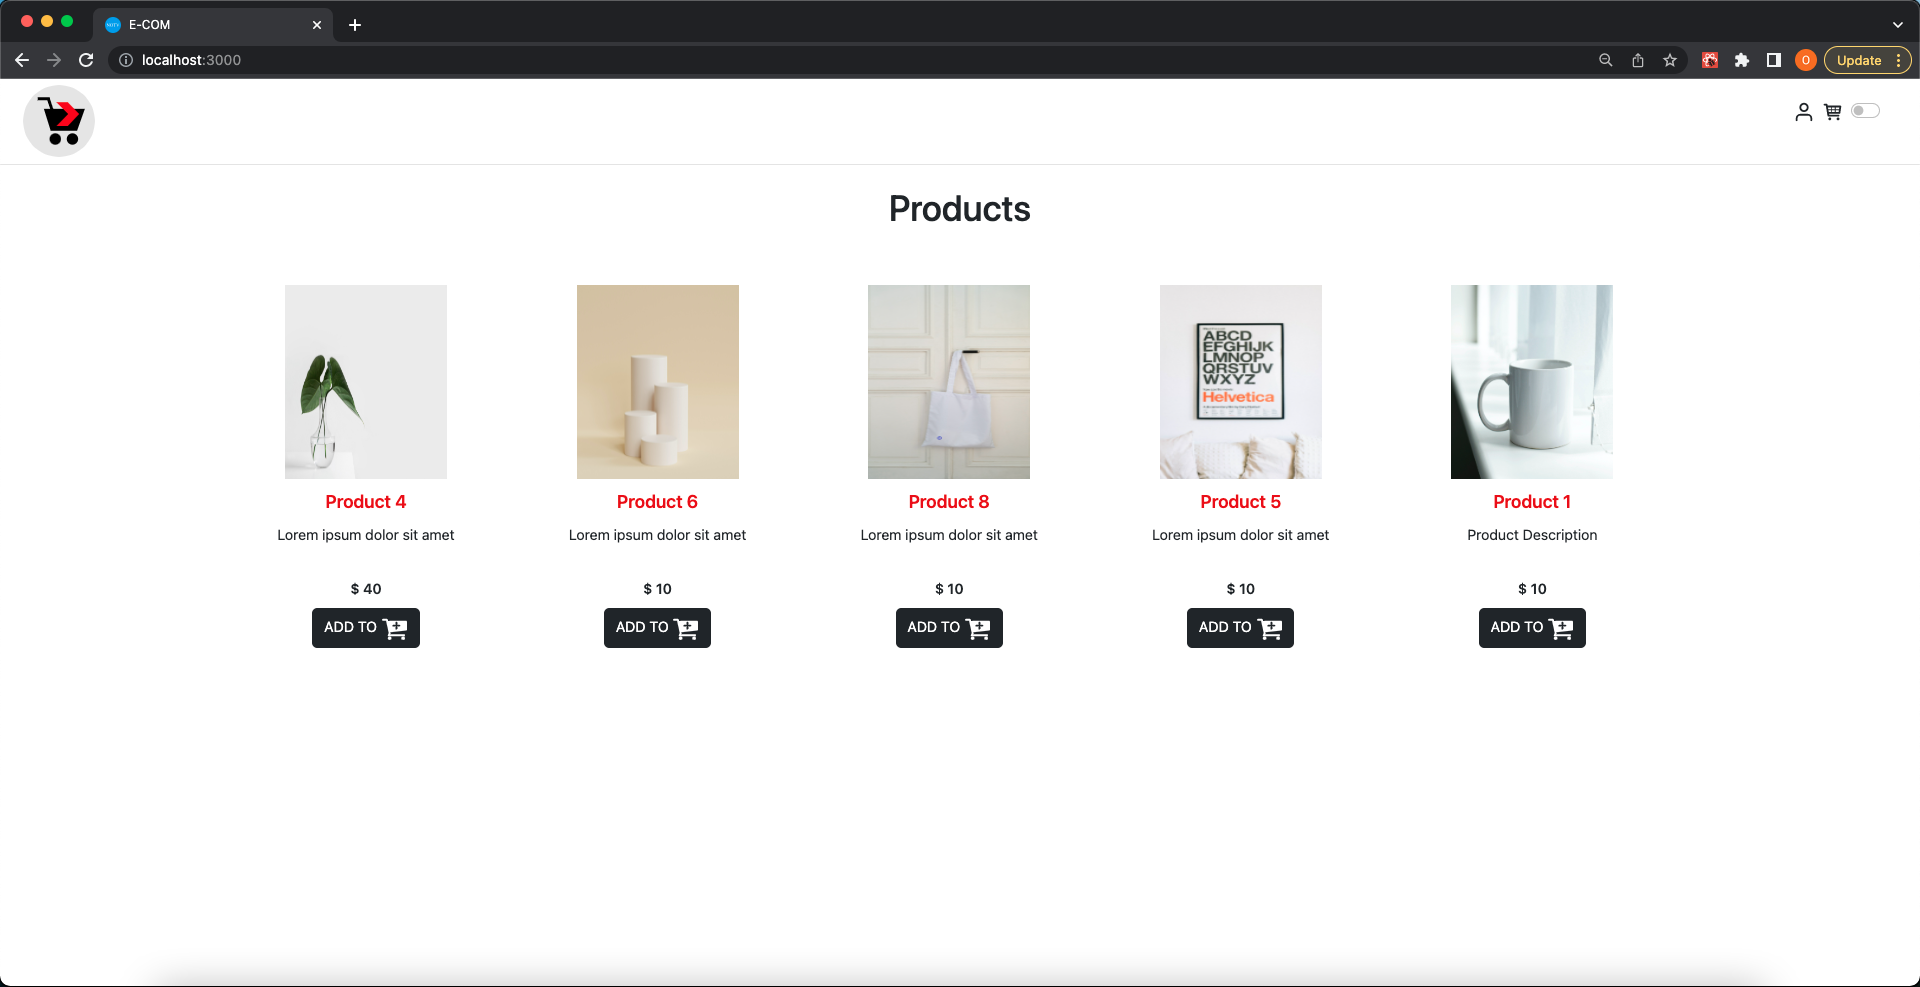 E-COM
localhost:3000
Update
Products
ABCD
EFGHIJK
LMNOP
QRSTUV
WXYZ
Helvetica
Product 4
Product 6
Product 8
Product 5
Product 1
Lorem ipsum dolor sit amet
Lorem ipsum dolor sit amet
Lorem ipsum dolor sit amet
Lorem ipsum dolor sit amet
Product Description
$ 40
$ 10
$ 10
$ 10
$ 10
ADD TO
ADD TO
ADD TO
ADD TO
ADD TO